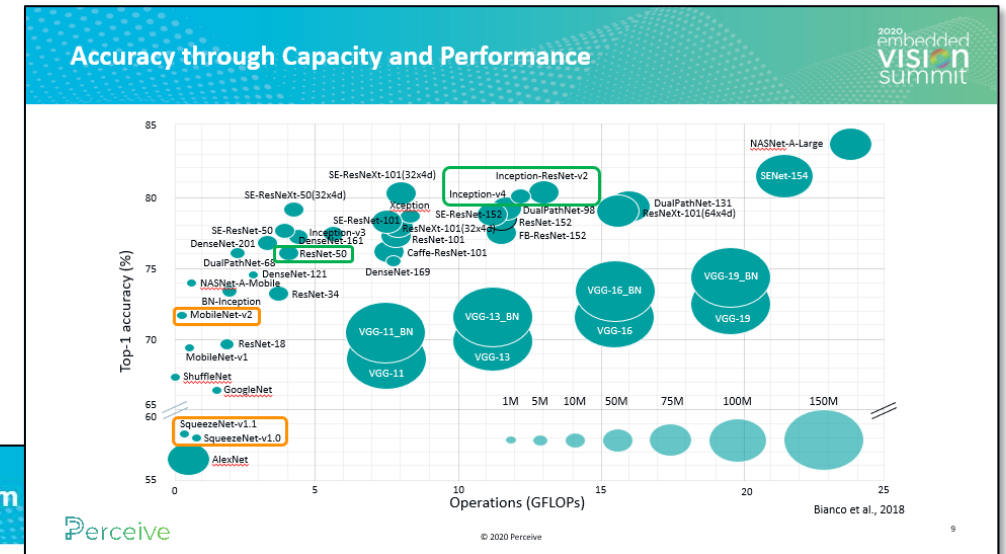 Accuracy through Capacity and Performance
2020
embedded
VISION
summit
85
NASNet-A-Large
SE-ResNeXt-101(32x4d)
Inception-ResNet-v2
SENet-154
80
SE-ResNeXt-50(32x4d)
Inception-v4
Xception
SE-ResNet-152
DualPathNet-98
DualPathNet-131
SE-ResNet-101
ResNet-152
ResNeXt-101(64x4d)
SE-ResNet-50
Inception-v3
ResNeXt-101(32x4d)
FB-ResNet-152
DenseNet-201
DenseNet-161
ResNet-101
ResNet-50
Caffe-ResNet-101
DualPathNet-68
75
DenseNet-121
DenseNet-169
NASNet-A-Mobile
ResNet-34
BN-Inception
VGG-16_BN
VGG-19_BN
MobileNet-v2
VGG-11_BN
VGG-13_BN
VGG-16
VGG-19
70
ResNet-18
MobileNet-v1
VGG-13
VGG-11
ShuffleNet
GoogleNet
Top-1 accuracy (%)
65
60
1M 5M 10M 50M 75M 100M 150M
SqueezeNet-v1.1
SqueezeNet-v1.0
AlexNet
55
0 5 10 15 20 25
Operations (GFLOPs)
Bianco et al., 2018
m
Perceive
© 2020 Perceive
9